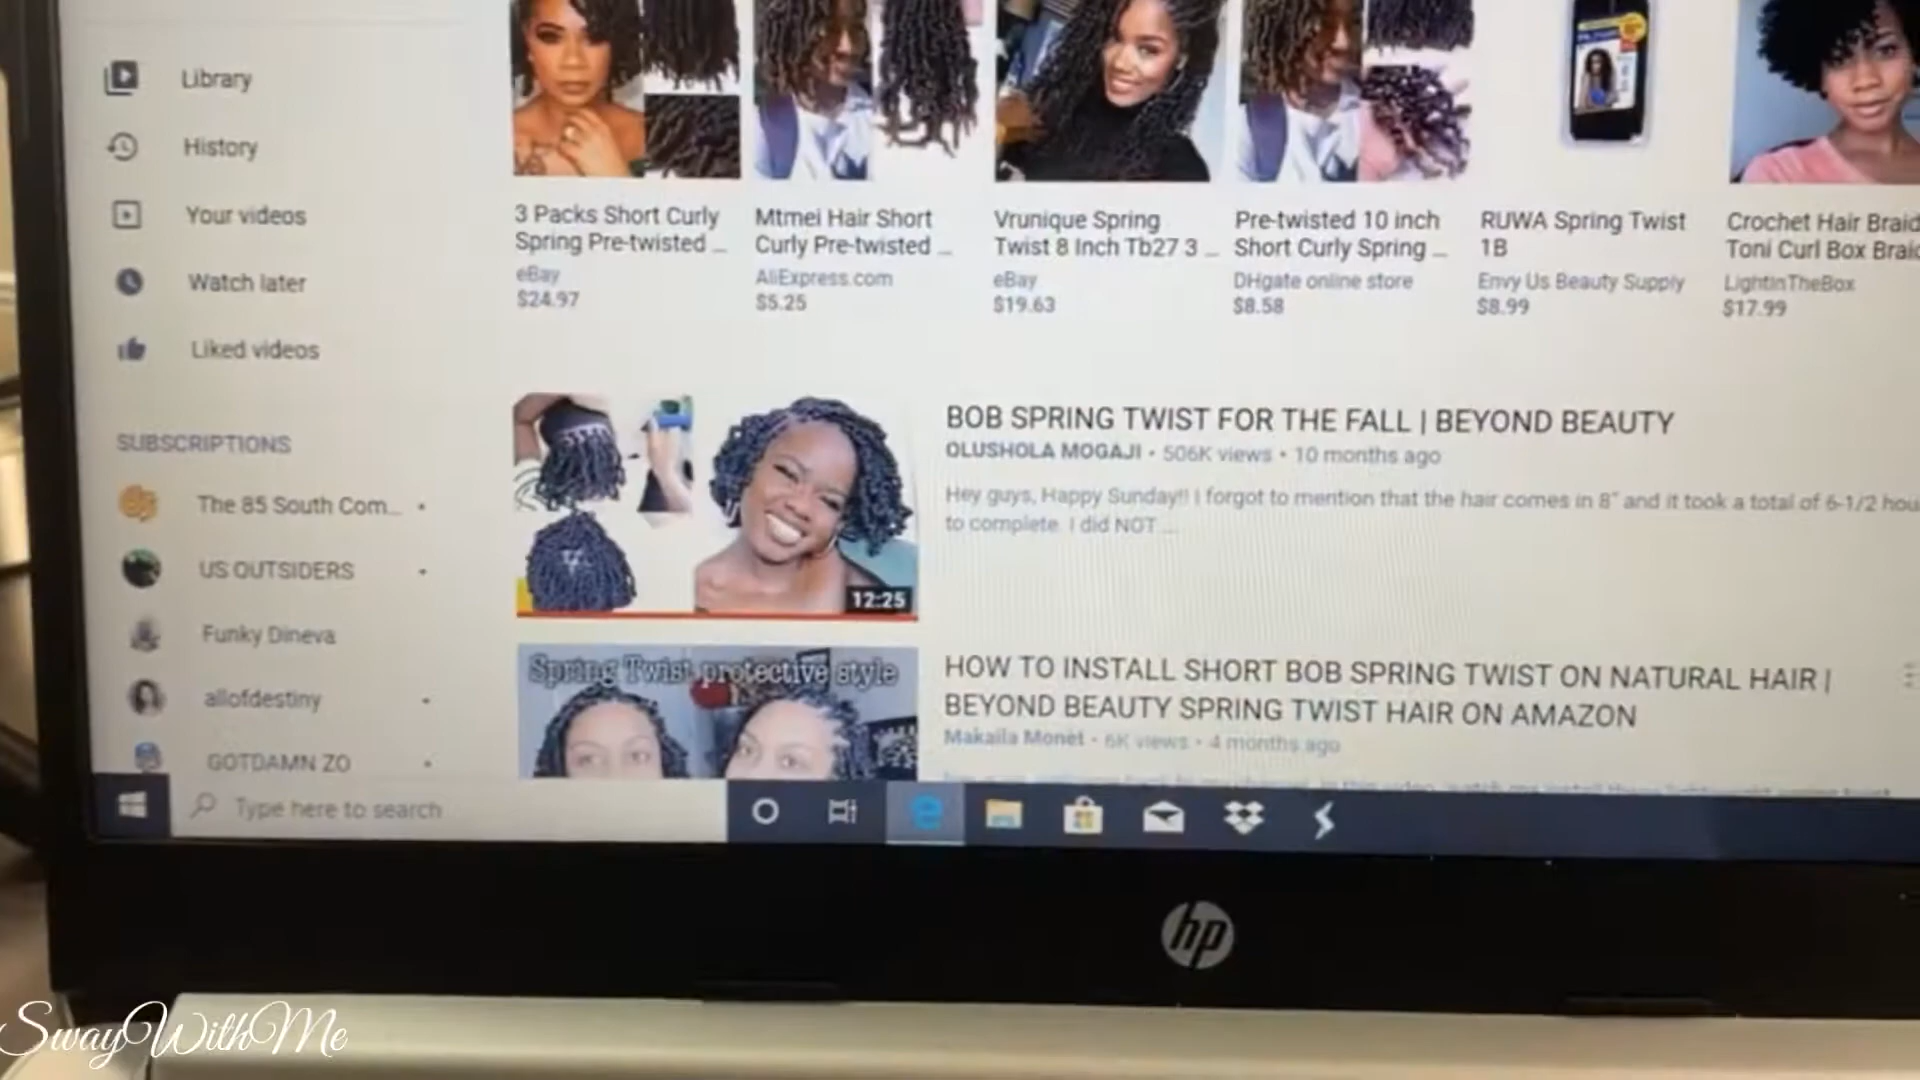 Library
History
Your videos
Watch later
Liked videos
SUBSCRIPTIONS
The 85 South Com...
US OUTSIDERS
Funky Dineva
allofdestiny
GOTDAMN ZO
3 Packs Short Curly
Spring Pre-twisted ...
eBay
$24.97
Mtmei Hair Short
Curly Pre-twisted ...
AliExpress.com
$5.25
Vrunique Spring
Twist 8 Inch Tb27 3 ...
eBay
$19.63
Pre-twisted 10 inch
Short Curly Spring ...
DHgate online store
$8.58
RUWA Spring Twist
1B
Envy Us Beauty Supply
$8.99
Crochet Hair Braid
Toni Curl Box Braid
LightInTheBox
$17.99
12:25
BOB SPRING TWIST FOR THE FALL | BEYOND BEAUTY
OLUSHOLA MOGAJI • 506K views • 10 months ago
Hey guys, Happy Sunday!! I forgot to mention that the hair comes in 8" and it took a total of 6-1/2 hou
to complete. I did NOT ...
Spring Twist protective style
HOW TO INSTALL SHORT BOB SPRING TWIST ON NATURAL HAIR |
BEYOND BEAUTY SPRING TWIST HAIR ON AMAZON
Makaila Monet • 6K views • 4 months ago
Type here to search
hp
SwayWithMe